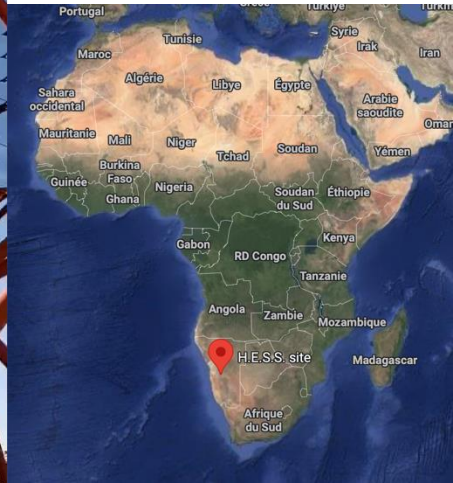 Portugal
Türkiye
Tunisie
Syrie
Maroc
Irak
Iran
Algérie
Libye
Égypte
Sahara
occidental
Arabie
saoudite
Oman
Mauritanie
Mali
Niger
Tchad
Soudan
Yémen
Burkina
Faso
Guinée
Nigeria
Ghana
Soudan
du Sud
Éthiopie
Gabon
Kenya
RD Congo
Tanzanie
Angola
Zambie
Mozambique
H.E.S.S. site
Madagascar
Afrique
du Sud